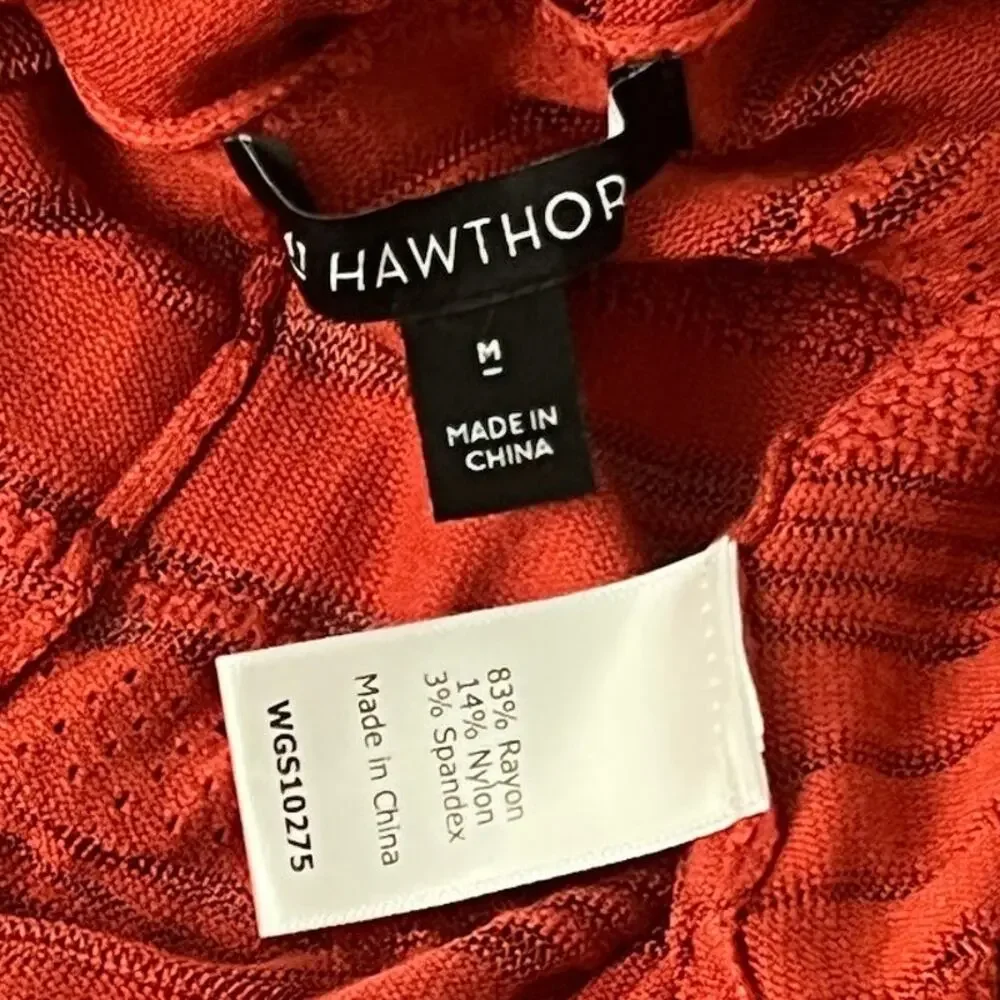 HAWTHOR
M
MADE IN
CHINA
83% Rayon
14% Nylon
3% Spandex
Made in China
WGS10275